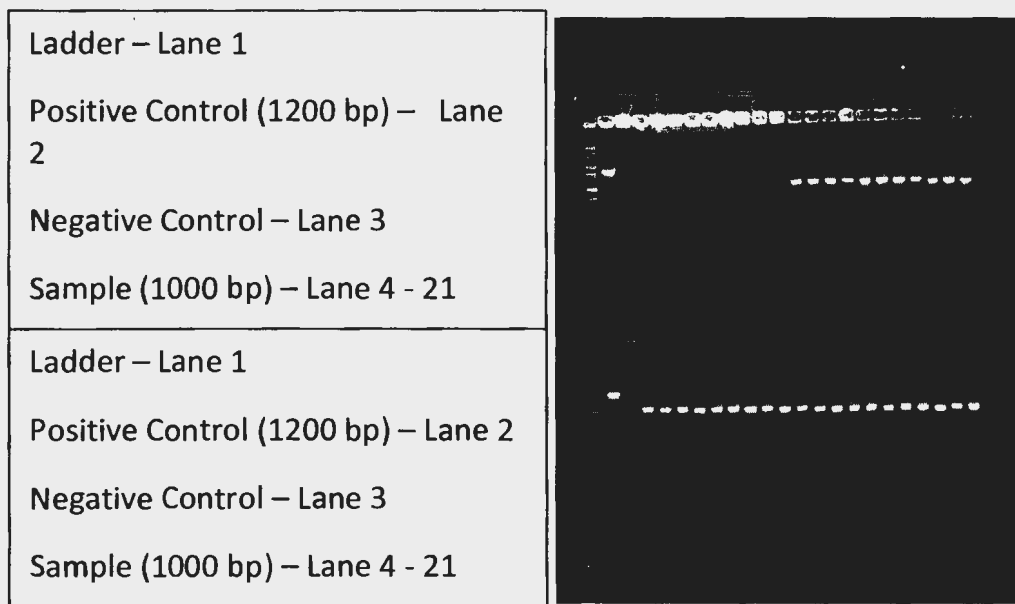 Ladder – Lane 1
Positive Control (1200 bp) – Lane
2
Negative Control – Lane 3
Sample (1000 bp) – Lane 4 - 21
Ladder – Lane 1
Positive Control (1200 bp) – Lane 2
Negative Control – Lane 3
Sample (1000 bp) – Lane 4 - 21